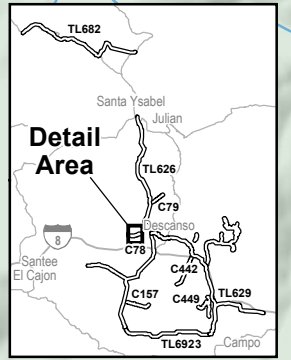 TL682
Santa Ysabel
Julian
Detail
Area
TL626
C79
Descanso
8
C78
Santee
El Cajon
C442
C157
C449
TL629
TL6923
Campo